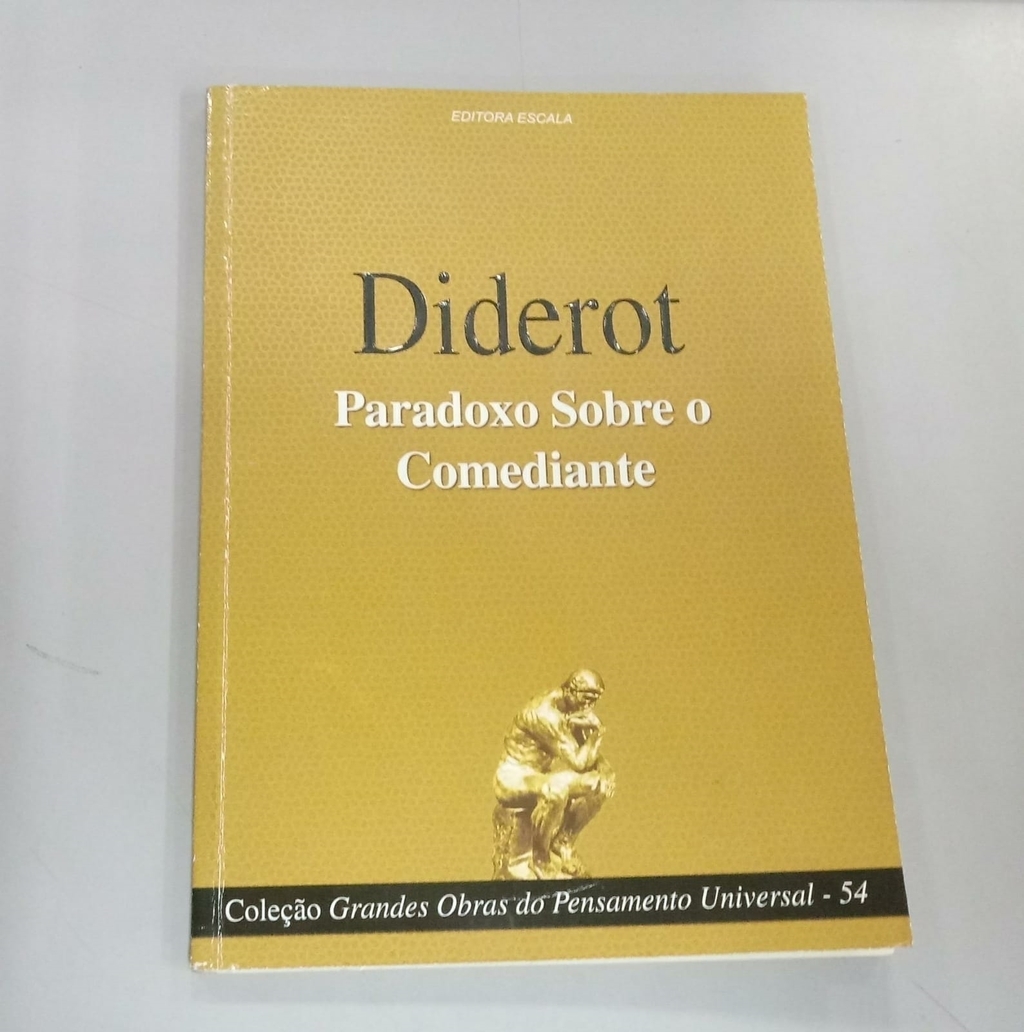 EDITORA ESCALA
Diderot
Paradoxo Sobre o
Comediante
Coleção Grandes Obras do Pensamento Universal - 54